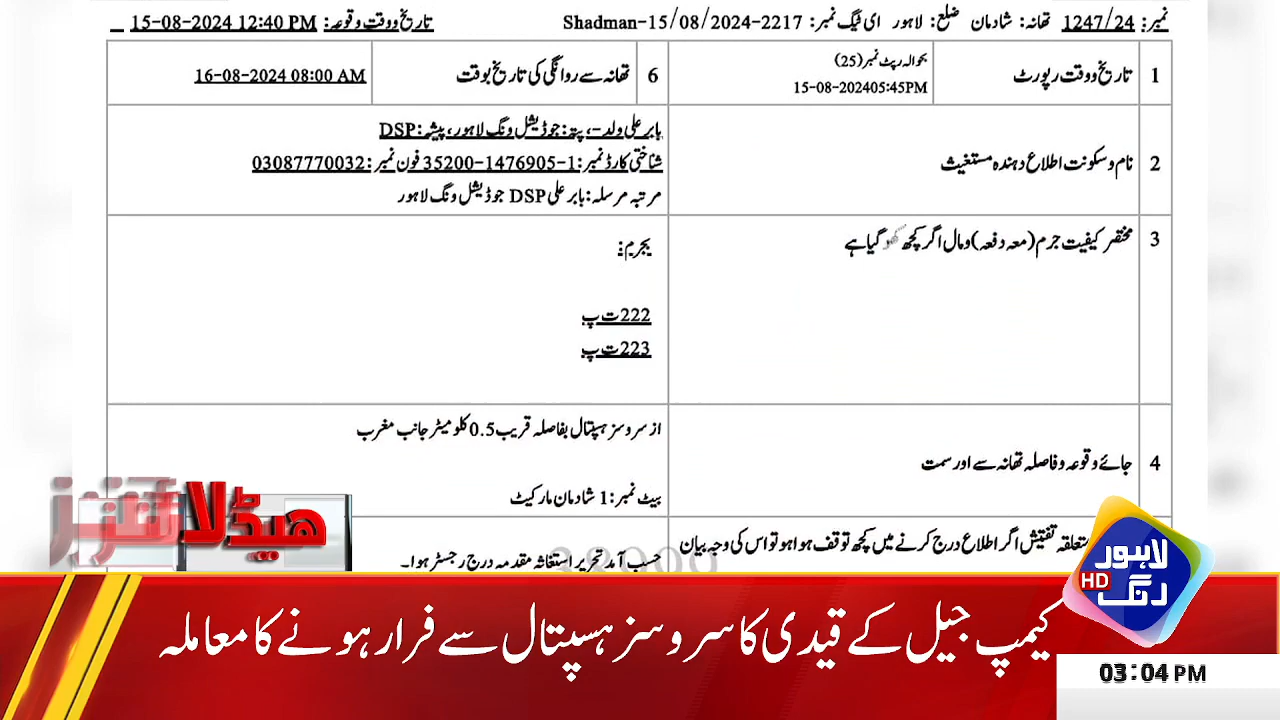 نمبر: 1247/24 تھانہ: شادمان ضلع: لاہور ای ٹیگ نمبر: Shadman-15/08/2024-2217 تاریخ ووقت وقوعہ: 15-08-2024 12:40 PM
1 تاریخ ووقت رپورٹ بحوالہ رپٹ نمبر(25)
15-08-202405:45PM
6 تھانہ سے روانگی کی تاریخ بوقت 16-08-2024 08:00 AM
2 نام وسکونت اطلاع دہندہ مستغیث
بابر علی ولد-، پتہ: جوڈیشل ونگ لاہور، پیشہ: DSP
شناختی کارڈ نمبر: 1-1476905-35200 فون نمبر: 03087770032
مرتبہ مرسلہ: بابر علی DSP جوڈیشل ونگ لاہور
3 مختصر کیفیت جرم(معہ دفعہ)ومال اگر کچھ کھو گیا ہے
بجرم:
222ت پ
223ت پ
4 جائے وقوعہ وفاصلہ تھانہ سے اور سمت
از سروسز ہسپتال بفاصلہ قریب 0.5 کلومیٹر جانب مغرب
بیٹ نمبر: 1 شادمان مارکیٹ
متعلقہ تفتیش اگر اطلاع درج کرنے میں کچھ توقف ہوا ہو تو اس کی وجہ بیان
حسب آمد تحریر استغاثہ مقدمہ درج رجسٹر ہوا۔
ہیڈلائنز
لاہور
رنگ
HD
کیمپ جیل کے قیدی کا سروسز ہسپتال سے فرار ہونے کا معاملہ
03:04 PM